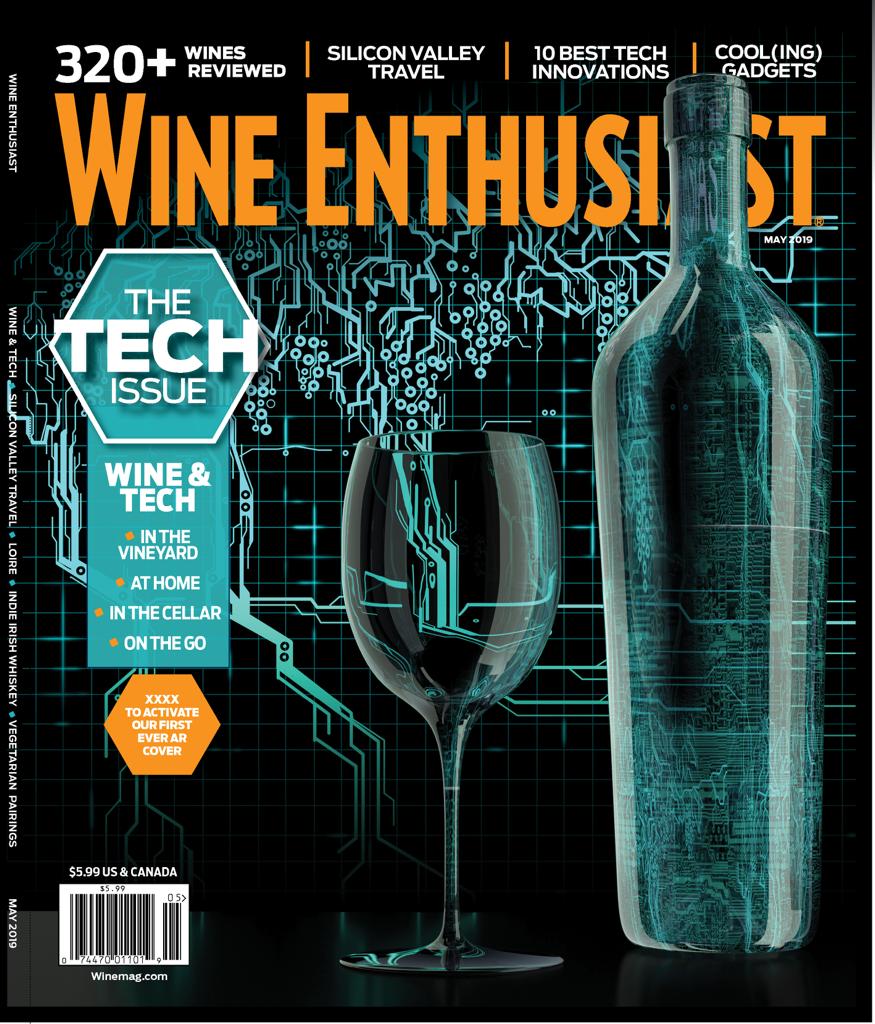 320+ WINES
REVIEWED
SILICON VALLEY
TRAVEL
10 BEST TECH
INNOVATIONS
COOL(ING)
GADGETS
WINE ENTHUSIAST®
MAY 2019
THE
TECH
ISSUE
WINE &
TECH
IN THE
VINEYARD
AT HOME
IN THE CELLAR
ON THE GO
XXXX
TO ACTIVATE
OUR FIRST
EVER AR
COVER
$5.99 US & CANADA
$5.99
05>
0 74470 01101 9
Winemag.com
WINE ENTHUSIAST
WINE & TECH ◆ SILICON VALLEY TRAVEL ◆ LOIRE ◆ INDIE IRISH WHISKEY ◆ VEGETARIAN PAIRINGS
MAY 2019